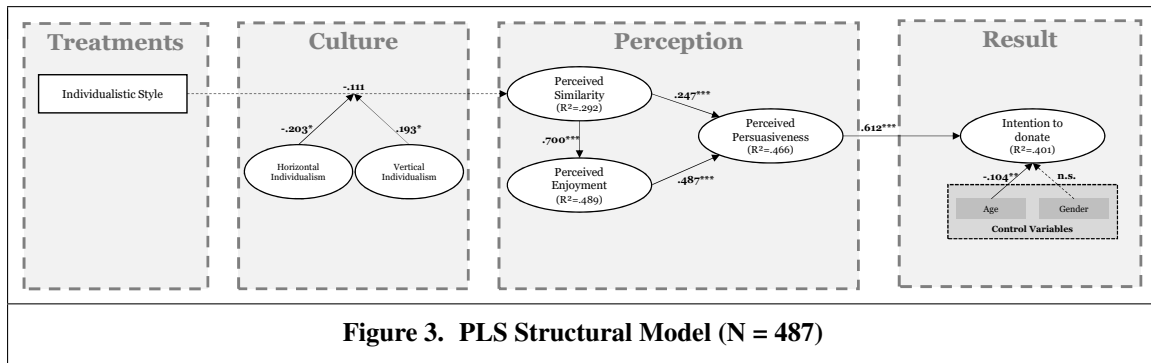 Treatments
Culture
Perception
Result
Individualistic Style
-.111
-.203*
.193*
Horizontal
Individualism
Vertical
Individualism
Perceived
Similarity
(R²=.292)
.247***
.700***
Perceived
Enjoyment
(R²=.489)
.487***
Perceived
Persuasiveness
(R²=.466)
.612***
Intention to
donate
(R²=.401)
-.104**
n.s.
Age
Gender
Control Variables
Figure 3. PLS Structural Model (N = 487)